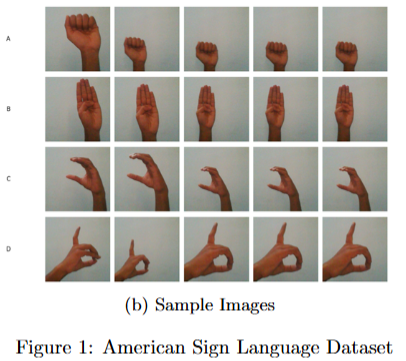 A
B
C
D
(b) Sample Images
Figure 1: American Sign Language Dataset